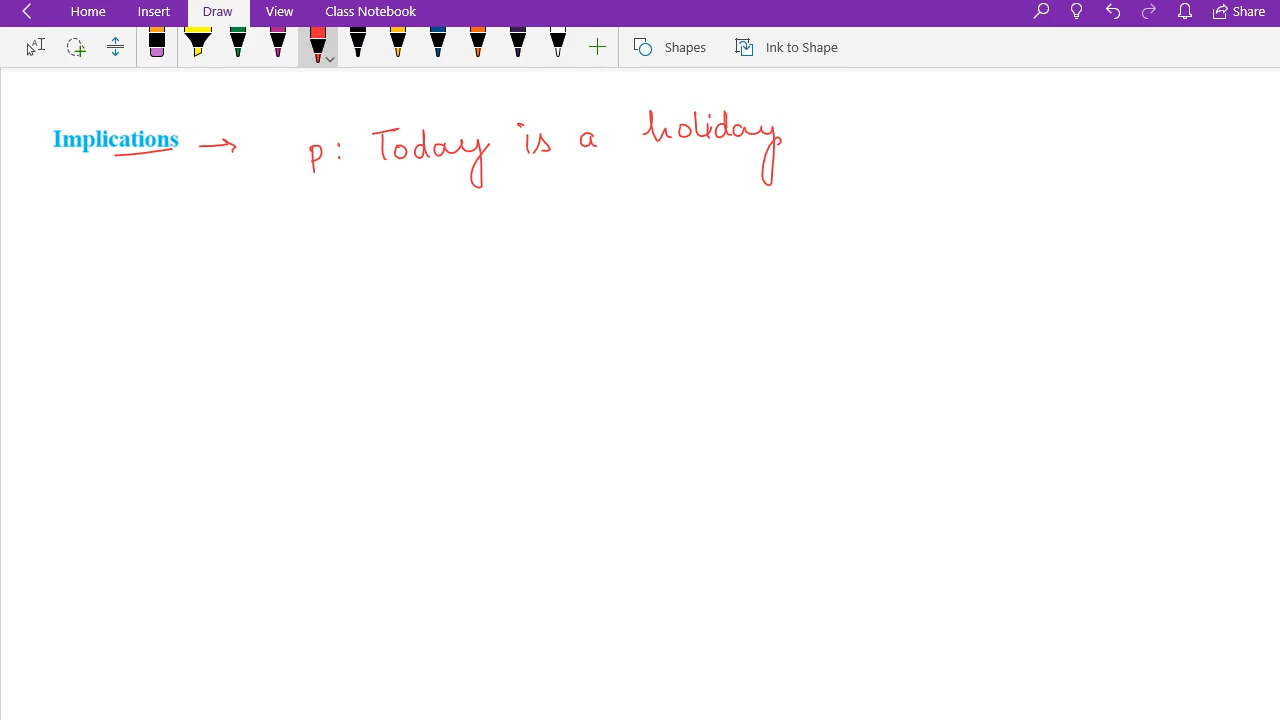 Home Insert Draw View Class Notebook Share
Shapes Ink to Shape
Implications → p: Today is a holiday